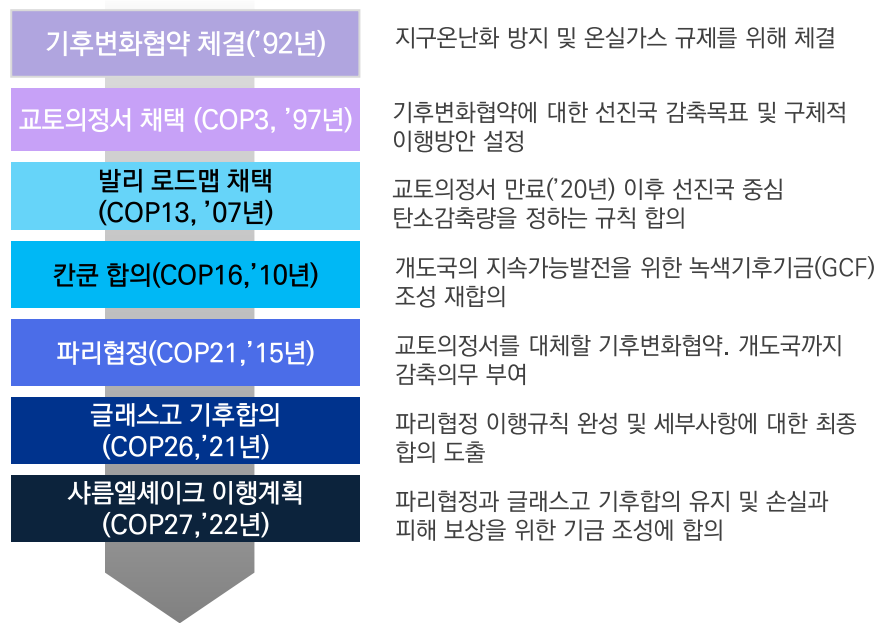 기후변화협약 체결(’92년)
지구온난화 방지 및 온실가스 규제를 위해 체결
교토의정서 채택 (COP3, ’97년)
기후변화협약에 대한 선진국 감축목표 및 구체적
이행방안 설정
발리 로드맵 채택
(COP13, ’07년)
교토의정서 만료(’20년) 이후 선진국 중심
탄소감축량을 정하는 규칙 합의
칸쿤 합의(COP16,’10년)
개도국의 지속가능발전을 위한 녹색기후기금(GCF)
조성 재합의
파리협정(COP21,’15년)
교토의정서를 대체할 기후변화협약. 개도국까지
감축의무 부여
글래스고 기후합의
(COP26,’21년)
파리협정 이행규칙 완성 및 세부사항에 대한 최종
합의 도출
샤름엘셰이크 이행계획
(COP27,’22년)
파리협정과 글래스고 기후합의 유지 및 손실과
피해 보상을 위한 기금 조성에 합의